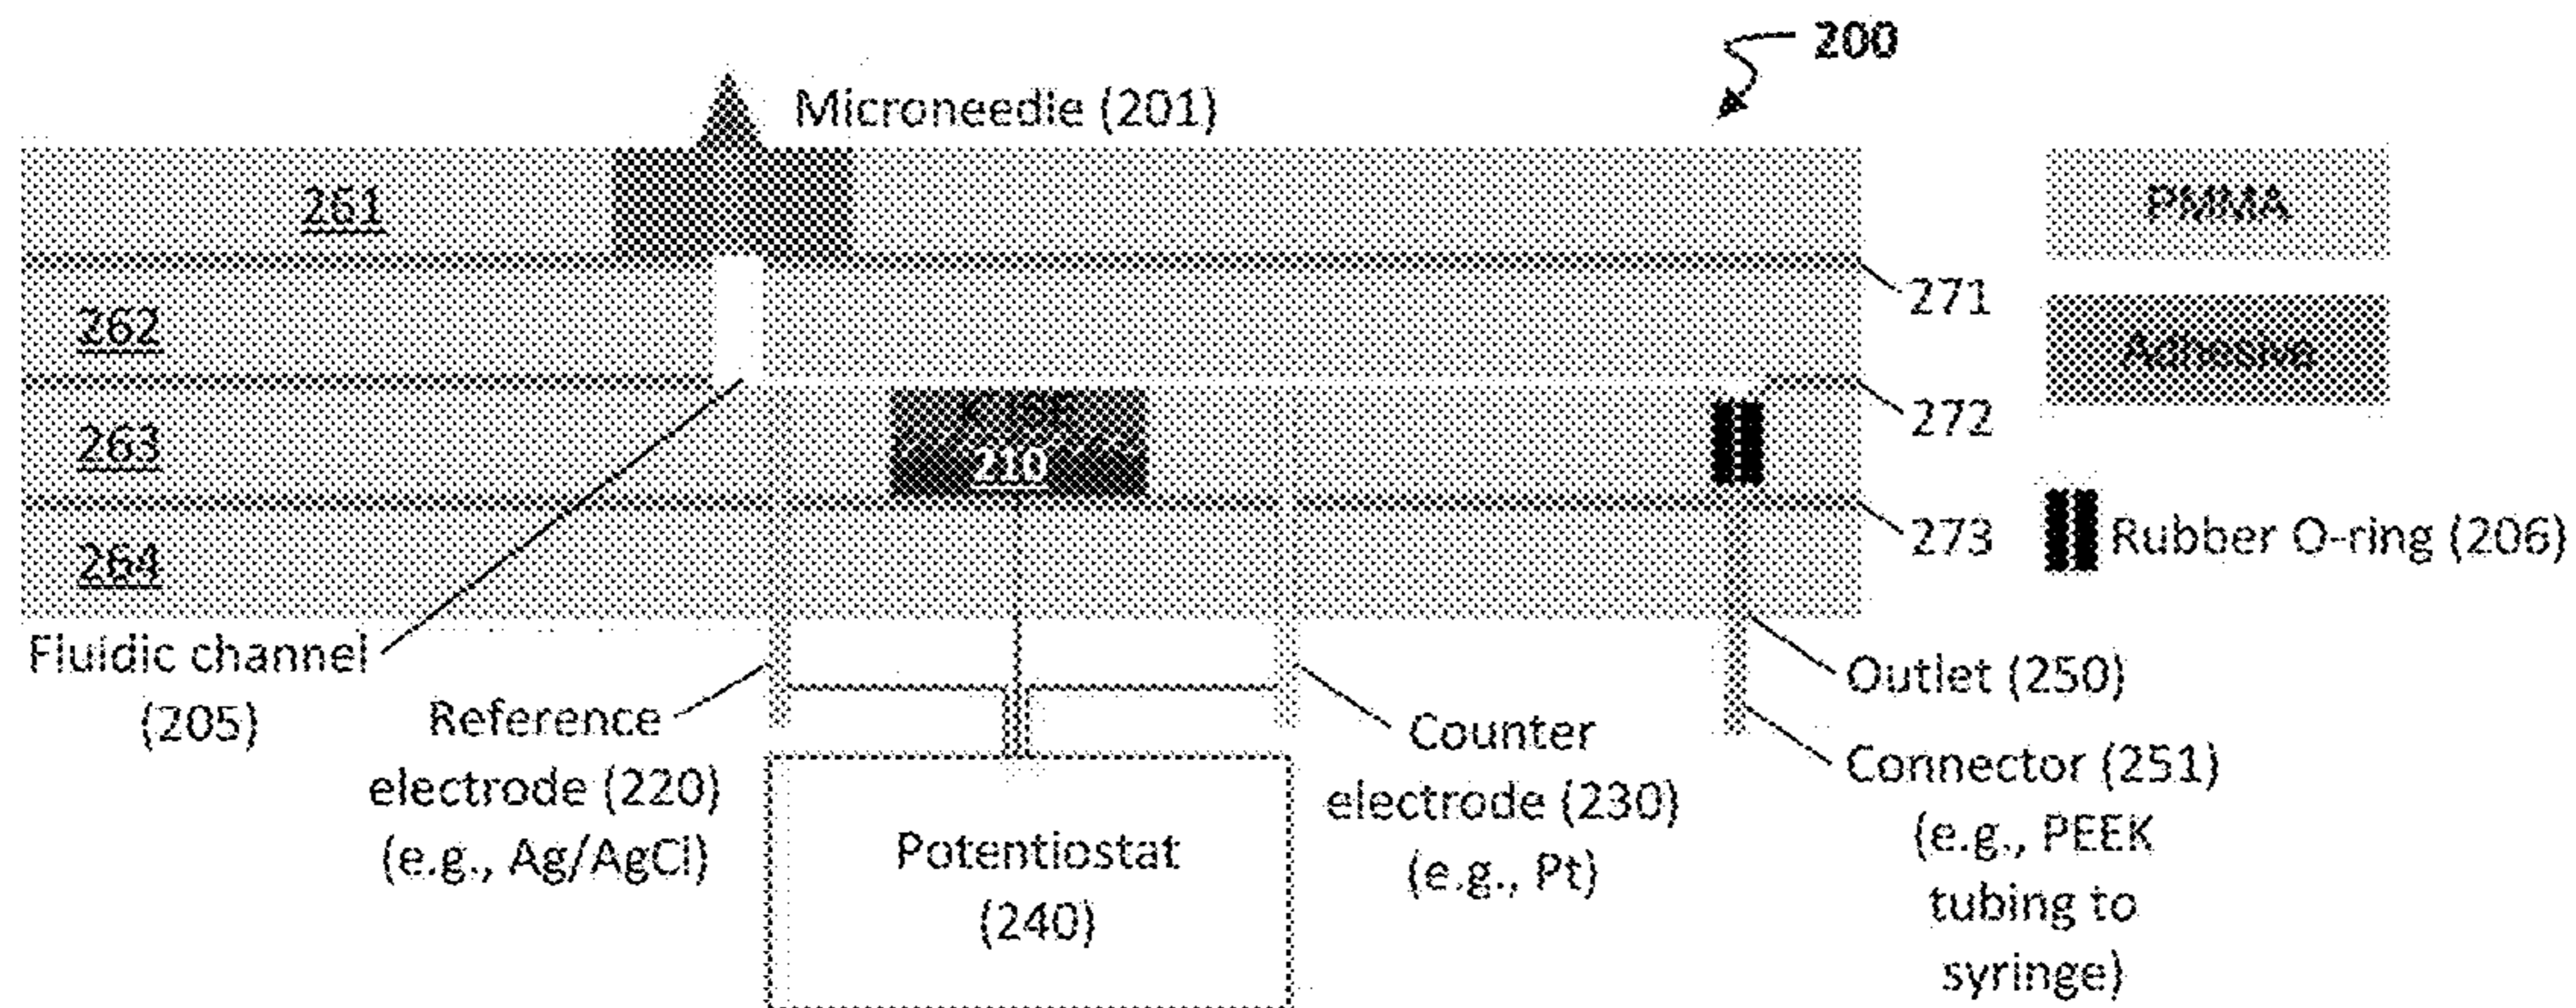 200
Microneedle (201)
261
PMMA
271
262
Adhesive
272
263
210
273
Rubber O-ring (206)
264
Fluidic channel
(205)
Reference
electrode (220)
(e.g., Ag/AgCl)
Potentiostat
(240)
Counter
electrode (230)
(e.g., Pt)
Outlet (250)
Connector (251)
(e.g., PEEK
tubing to
syringe)